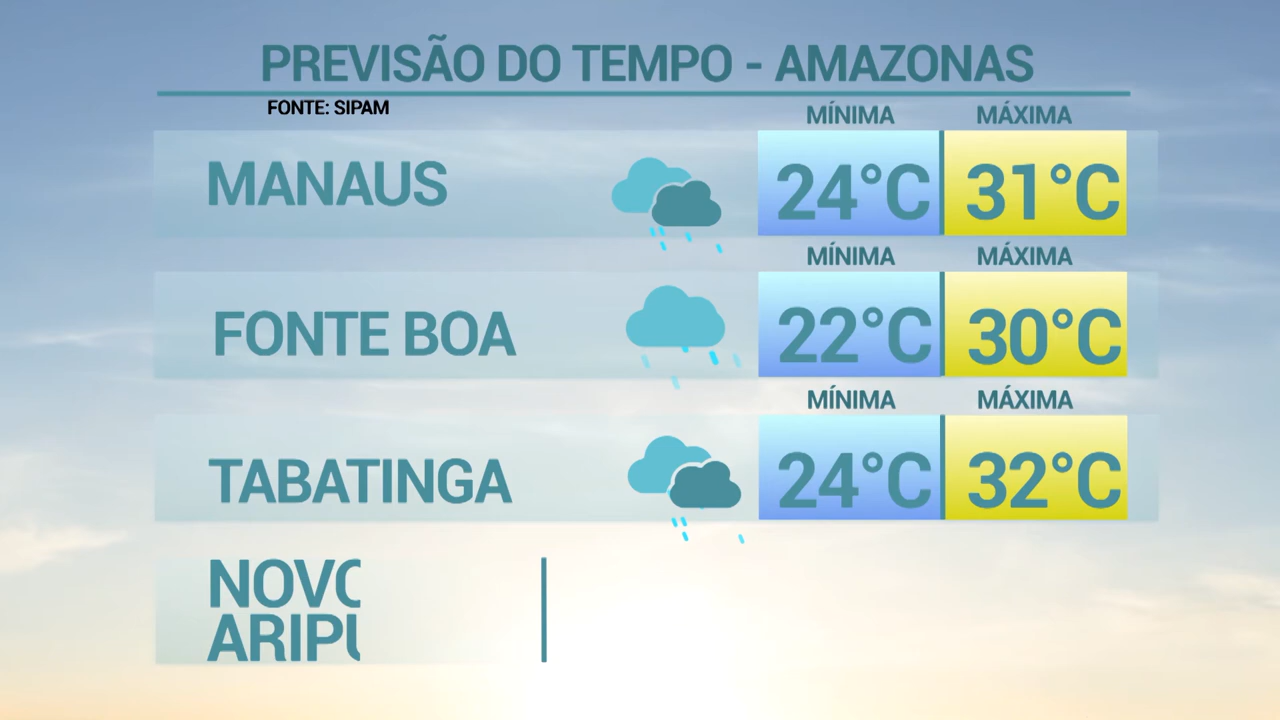 PREVISÃO DO TEMPO - AMAZONAS
FONTE: SIPAM
MÍNIMA MÁXIMA
MANAUS 24°C 31°C
MÍNIMA MÁXIMA
FONTE BOA 22°C 30°C
MÍNIMA MÁXIMA
TABATINGA 24°C 32°C
NOVO